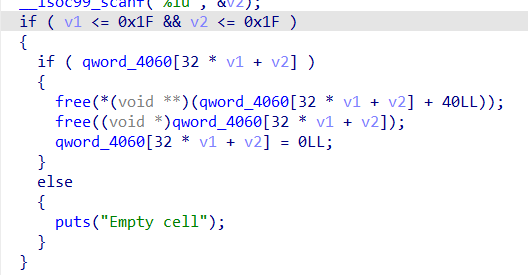 __isoc99_scanf("%lu", &v2);
if ( v1 <= 0x1F && v2 <= 0x1F )
{
if ( qword_4060[32 * v1 + v2] )
{
free(*(void **)(qword_4060[32 * v1 + v2] + 40LL));
free((void *)qword_4060[32 * v1 + v2]);
qword_4060[32 * v1 + v2] = 0LL;
}
else
{
puts("Empty cell");
}
}